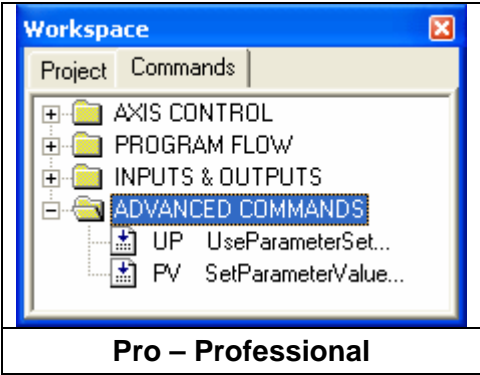 Workspace
Project Commands
AXIS CONTROL
PROGRAM FLOW
INPUTS & OUTPUTS
ADVANCED COMMANDS
UP UseParameterSet...
PV SetParameterValue...
Pro – Professional